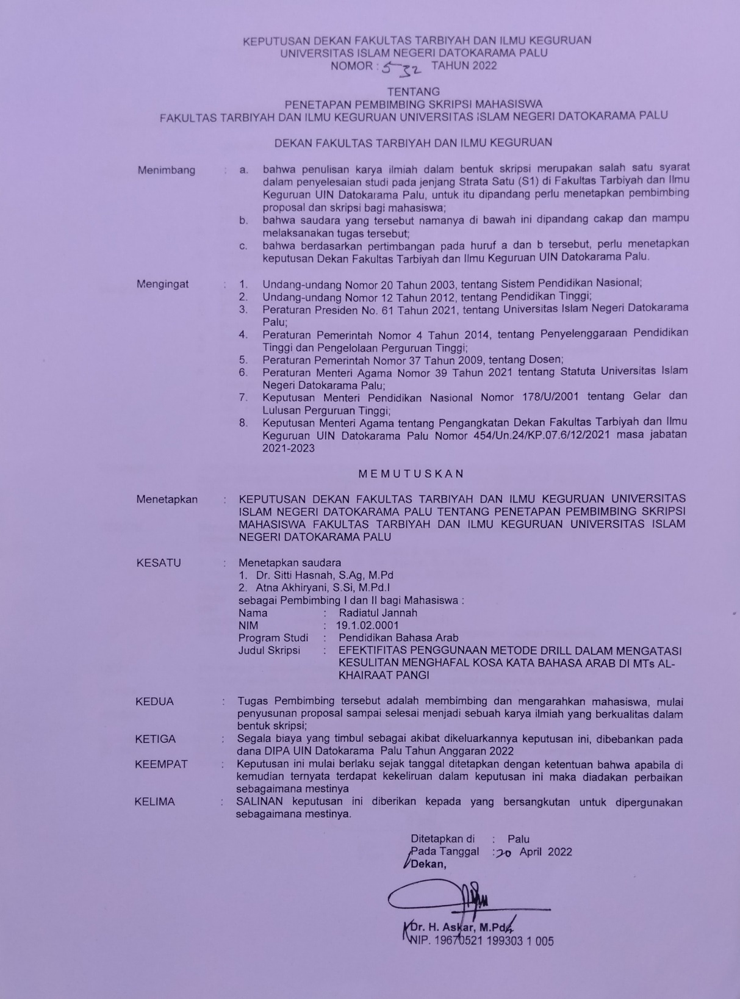 KEPUTUSAN DEKAN FAKULTAS TARBIYAH DAN ILMU KEGURUAN
UNIVERSITAS ISLAM NEGERI DATOKARAMA PALU
NOMOR : 532 TAHUN 2022
TENTANG
PENETAPAN PEMBIMBING SKRIPSI MAHASISWA
FAKULTAS TARBIYAH DAN ILMU KEGURUAN UNIVERSITAS ISLAM NEGERI DATOKARAMA PALU
DEKAN FAKULTAS TARBIYAH DAN ILMU KEGURUAN
Menimbang : a. bahwa penulisan karya ilmiah dalam bentuk skripsi merupakan salah satu syarat
dalam penyelesaian studi pada jenjang Strata Satu (S1) di Fakultas Tarbiyah dan Ilmu
Keguruan UIN Datokarama Palu, untuk itu dipandang perlu menetapkan pembimbing
proposal dan skripsi bagi mahasiswa;
b. bahwa saudara yang tersebut namanya di bawah ini dipandang cakap dan mampu
melaksanakan tugas tersebut;
c. bahwa berdasarkan pertimbangan pada huruf a dan b tersebut, perlu menetapkan
keputusan Dekan Fakultas Tarbiyah dan Ilmu Keguruan UIN Datokarama Palu.
Mengingat : 1. Undang-undang Nomor 20 Tahun 2003, tentang Sistem Pendidikan Nasional;
2. Undang-undang Nomor 12 Tahun 2012, tentang Pendidikan Tinggi;
3. Peraturan Presiden No. 61 Tahun 2021, tentang Universitas Islam Negeri Datokarama
Palu;
4. Peraturan Pemerintah Nomor 4 Tahun 2014, tentang Penyelenggaraan Pendidikan
Tinggi dan Pengelolaan Perguruan Tinggi;
5. Peraturan Pemerintah Nomor 37 Tahun 2009, tentang Dosen;
6. Peraturan Menteri Agama Nomor 39 Tahun 2021 tentang Statuta Universitas Islam
Negeri Datokarama Palu;
7. Keputusan Menteri Pendidikan Nasional Nomor 178/U/2001 tentang Gelar dan
Lulusan Perguruan Tinggi;
8. Keputusan Menteri Agama tentang Pengangkatan Dekan Fakultas Tarbiyah dan Ilmu
Keguruan UIN Datokarama Palu Nomor 454/Un.24/KP.07.6/12/2021 masa jabatan
2021-2023
M E M U T U S K A N
Menetapkan : KEPUTUSAN DEKAN FAKULTAS TARBIYAH DAN ILMU KEGURUAN UNIVERSITAS
ISLAM NEGERI DATOKARAMA PALU TENTANG PENETAPAN PEMBIMBING SKRIPSI
MAHASISWA FAKULTAS TARBIYAH DAN ILMU KEGURUAN UNIVERSITAS ISLAM
NEGERI DATOKARAMA PALU
KESATU : Menetapkan saudara
1. Dr. Sitti Hasnah, S.Ag, M.Pd
2. Atna Akhiryani, S.Si, M.Pd.I
sebagai Pembimbing I dan II bagi Mahasiswa :
Nama : Radiatul Jannah
NIM : 19.1.02.0001
Program Studi : Pendidikan Bahasa Arab
Judul Skripsi : EFEKTIFITAS PENGGUNAAN METODE DRILL DALAM MENGATASI
KESULITAN MENGHAFAL KOSA KATA BAHASA ARAB DI MTs AL-
KHAIRAAT PANGI
KEDUA : Tugas Pembimbing tersebut adalah membimbing dan mengarahkan mahasiswa, mulai
penyusunan proposal sampai selesai menjadi sebuah karya ilmiah yang berkualitas dalam
bentuk skripsi;
KETIGA : Segala biaya yang timbul sebagai akibat dikeluarkannya keputusan ini, dibebankan pada
dana DIPA UIN Datokarama Palu Tahun Anggaran 2022
KEEMPAT : Keputusan ini mulai berlaku sejak tanggal ditetapkan dengan ketentuan bahwa apabila di
kemudian ternyata terdapat kekeliruan dalam keputusan ini maka diadakan perbaikan
sebagaimana mestinya
KELIMA : SALINAN keputusan ini diberikan kepada yang bersangkutan untuk dipergunakan
sebagaimana mestinya.
Ditetapkan di : Palu
Pada Tanggal : 20 April 2022
Dekan,
Dr. H. Askar, M.Pd
NIP. 19670521 199303 1 005